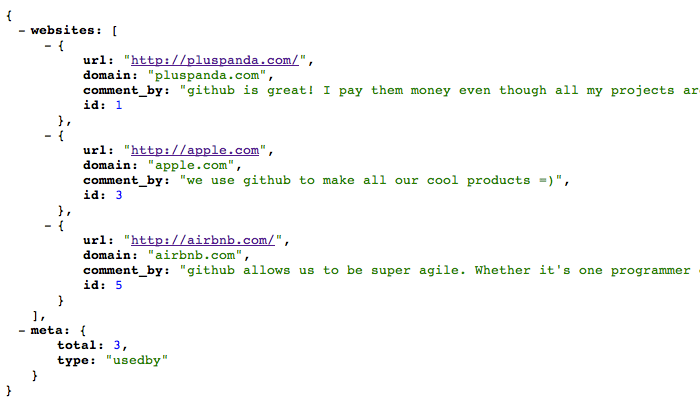 {
- websites: [
- {
url: "http://pluspanda.com/",
domain: "pluspanda.com",
comment_by: "github is great! I pay them money even though all my projects are
id: 1
},
- {
url: "http://apple.com",
domain: "apple.com",
comment_by: "we use github to make all our cool products =)",
id: 3
},
- {
url: "http://airbnb.com/",
domain: "airbnb.com",
comment_by: "github allows us to be super agile. Whether it's one programmer
id: 5
}
],
- meta: {
total: 3,
type: "usedby"
}
}